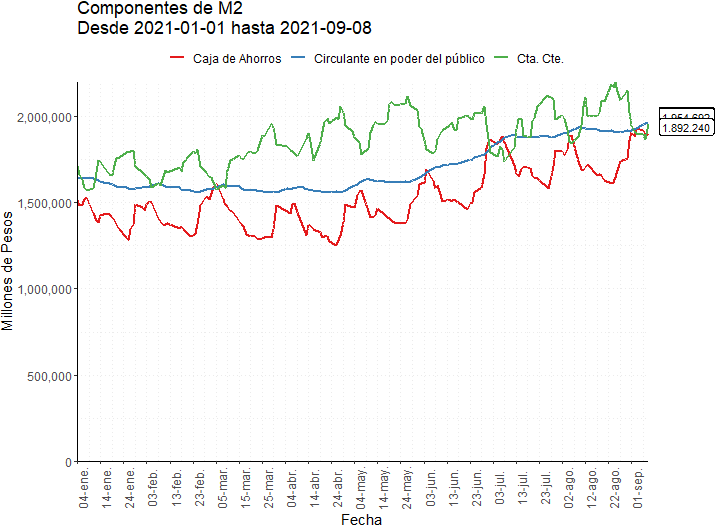 Componentes de M2
Desde 2021-01-01 hasta 2021-09-08
Caja de Ahorros Circulante en poder del público Cta. Cte.
Millones de Pesos
2,000,000
1,500,000
1,000,000
500,000
0
1.892.240
04-ene.
14-ene.
24-ene.
03-feb.
13-feb.
23-feb.
05-mar.
15-mar.
25-mar.
04-abr.
14-abr.
24-abr.
04-may.
14-may.
24-may.
03-jun.
13-jun.
23-jun.
03-jul.
13-jul.
23-jul.
02-ago.
12-ago.
22-ago.
01-sep.
Fecha